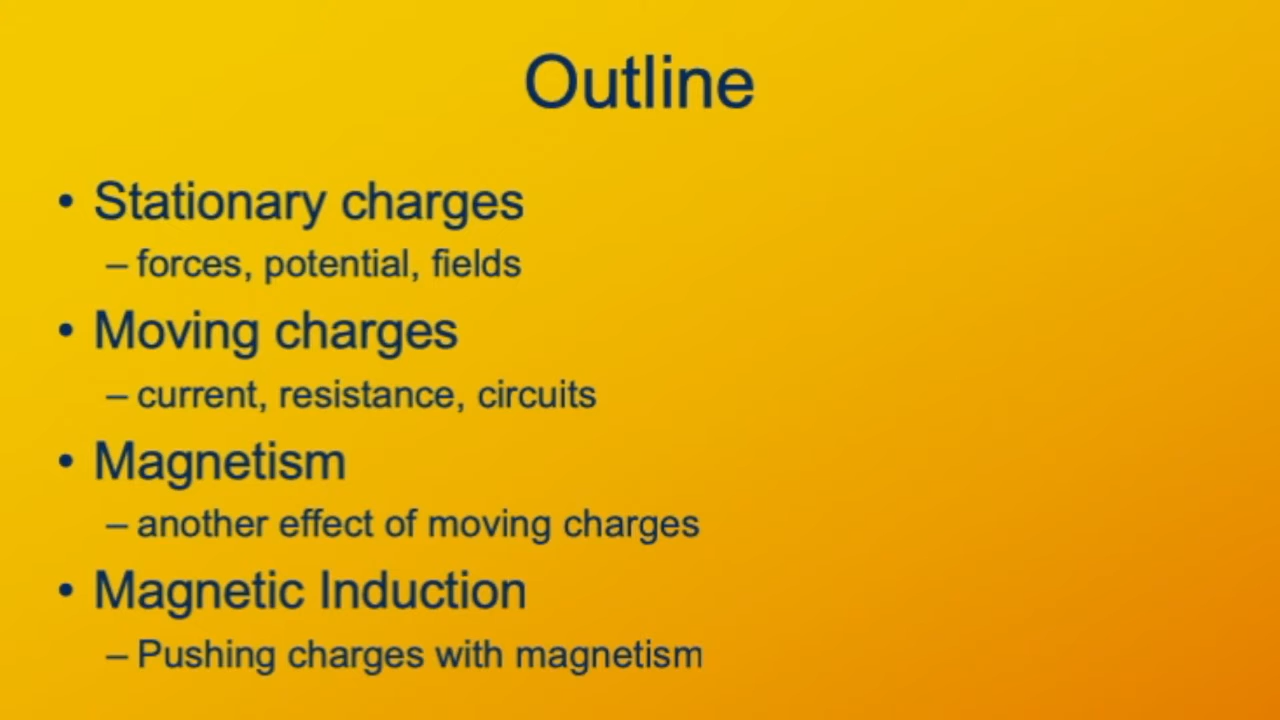 Outline
• Stationary charges
– forces, potential, fields
• Moving charges
– current, resistance, circuits
• Magnetism
– another effect of moving charges
• Magnetic Induction
– Pushing charges with magnetism